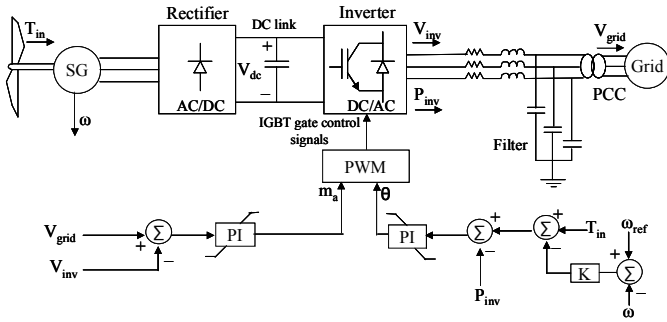 Rectifier
DC link
Inverter
T_in
V_inv
V_grid
SG
+
V_dc
−
Grid
ω
AC/DC
DC/AC
P_inv
PCC
IGBT gate control
signals
Filter
PWM
m_a
θ
V_grid
+
Σ
−
PI
V_inv
PI
+
Σ
−
P_inv
+
Σ
+
−
T_in
K
ω_ref
+
Σ
−
ω